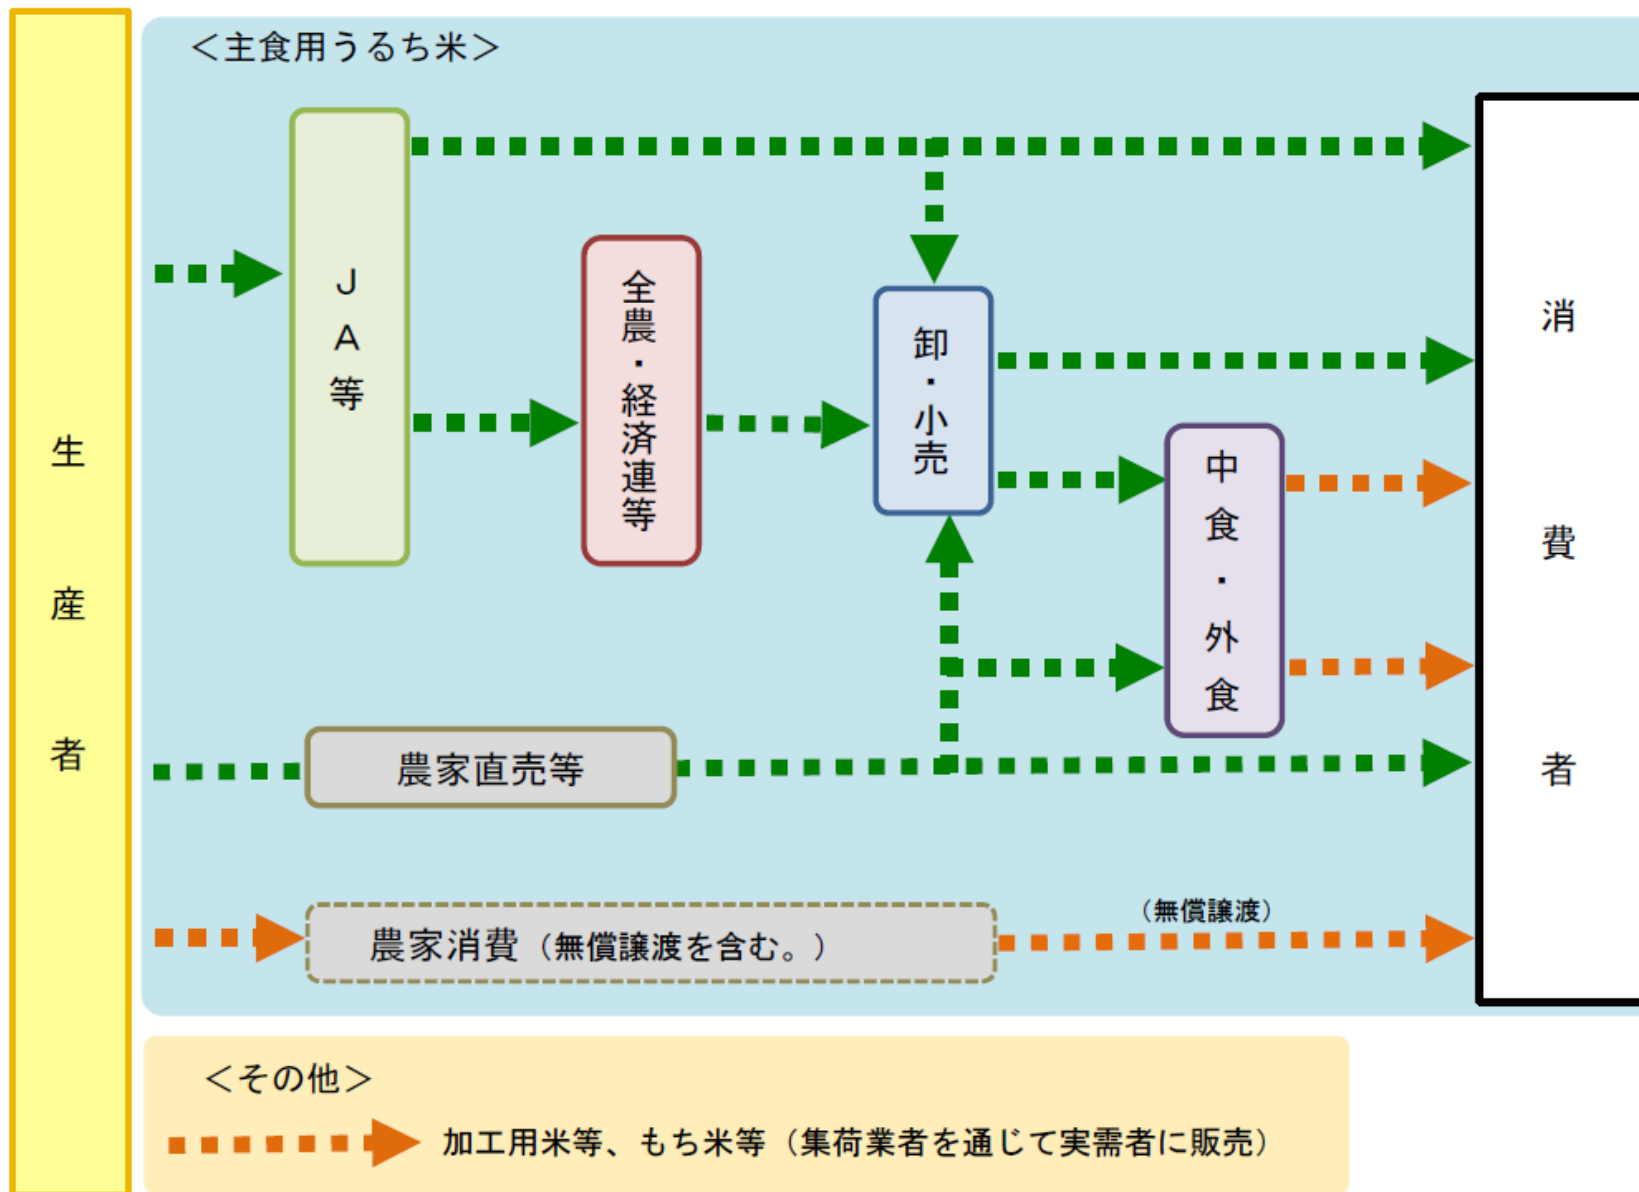 生産者
＜主食用うるち米＞
ＪＡ等
全農・経済連等
卸・小売
中食・外食
消費者
農家直売等
農家消費（無償譲渡を含む。）
（無償譲渡）
＜その他＞
加工用米等、もち米等（集荷業者を通じて実需者に販売）